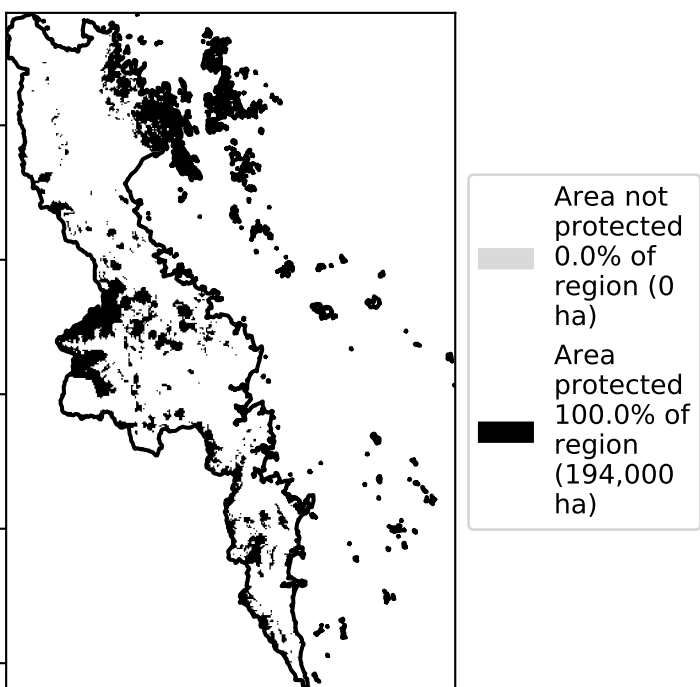 Area not
protected
0.0% of
region (0
ha)
Area
protected
100.0% of
region
(194,000
ha)